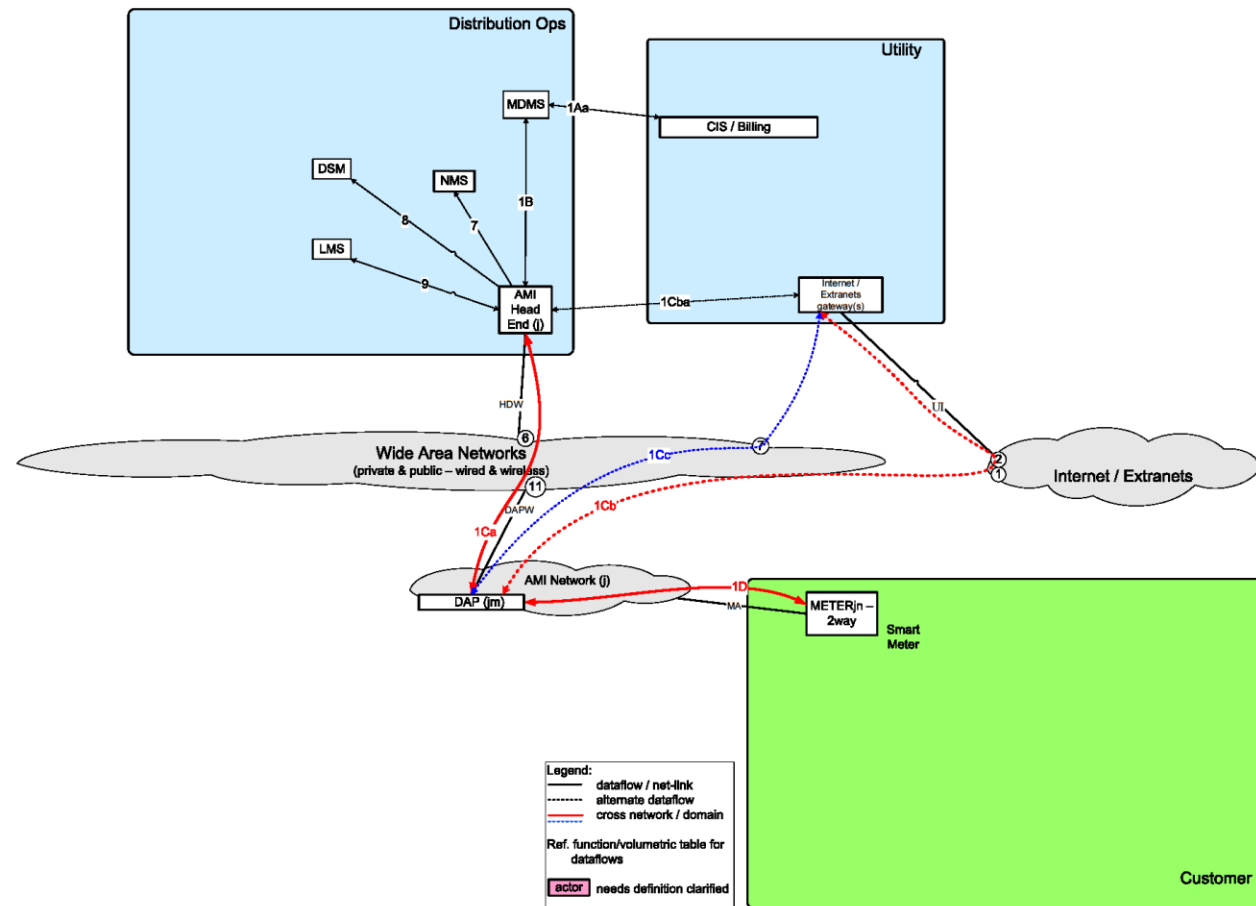 Distribution Ops
Utility
MDMS
1Aa
CIS / Billing
DSM
NMS
8
7
1B
LMS
9
AMI
Head
End (j)
1Cba
Internet /
Extranets
gateway(s)
HDW
UI
6
7
Wide Area Networks
(private & public – wired & wireless)
1Cc
2
1
Internet / Extranets
11
DAPW
1Cb
1Ca
AMI Network (j)
DAP (jm)
1D
MA
METERjn –
2way
Smart
Meter
Legend:
dataflow / net-link
alternate dataflow
cross network / domain
Ref. function/volumetric table for
dataflows
actor needs definition clarified
Customer